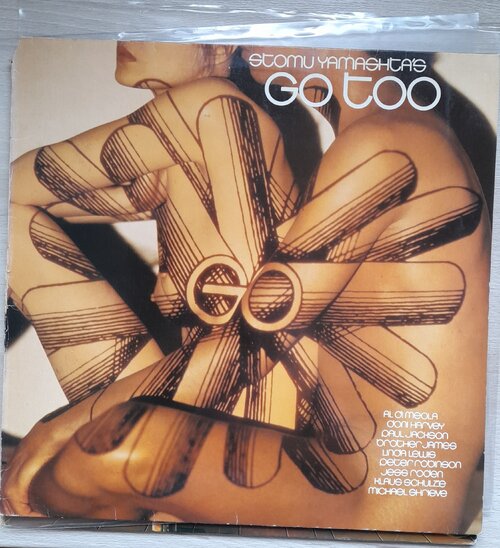 STOMU YAMASHTA'S
GO TOO
GO
AL DI MEOLA
DONI HARVEY
PAUL JACKSON
BROTHER JAMES
LINDA LEWIS
PETER ROBINSON
JESS RODEN
KLAUS SCHULZE
MICHAEL SHRIEVE